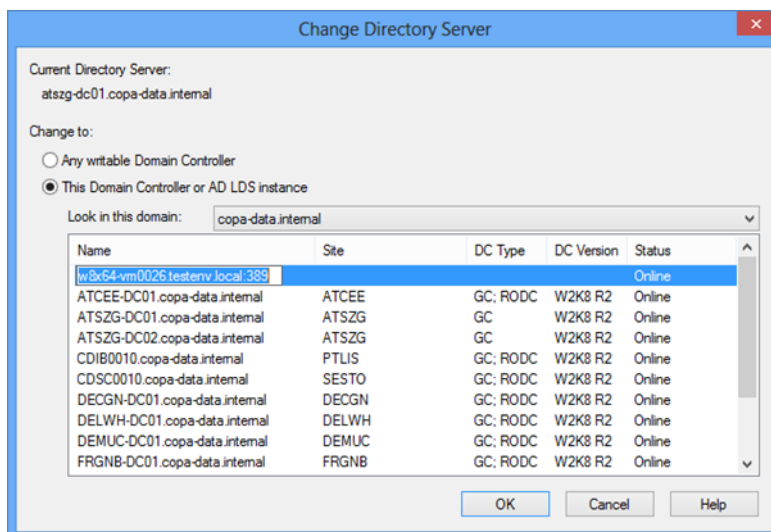 Change Directory Server
Current Directory Server:
atszg-dc01.copa-data.internal
Change to:
Any writable Domain Controller
This Domain Controller or AD LDS instance
Look in this domain: copa-data.internal
Name Site DC Type DC Version Status
w8x64-vm0026.testenv.local:389 Online
ATCEE-DC01.copa-data.internal ATCEE GC; RODC W2K8 R2 Online
ATSZG-DC01.copa-data.internal ATSZG GC W2K8 R2 Online
ATSZG-DC02.copa-data.internal ATSZG GC W2K8 R2 Online
CDIB0010.copa-data.internal PTLIS GC; RODC W2K8 R2 Online
CDSC0010.copa-data.internal SESTO GC; RODC W2K8 R2 Online
DECGN-DC01.copa-data.internal DECGN GC; RODC W2K8 R2 Online
DELWH-DC01.copa-data.internal DELWH GC; RODC W2K8 R2 Online
DEMUC-DC01.copa-data.internal DEMUC GC; RODC W2K8 R2 Online
FRGNB-DC01.copa-data.internal FRGNB GC; RODC W2K8 R2 Online
OK Cancel Help